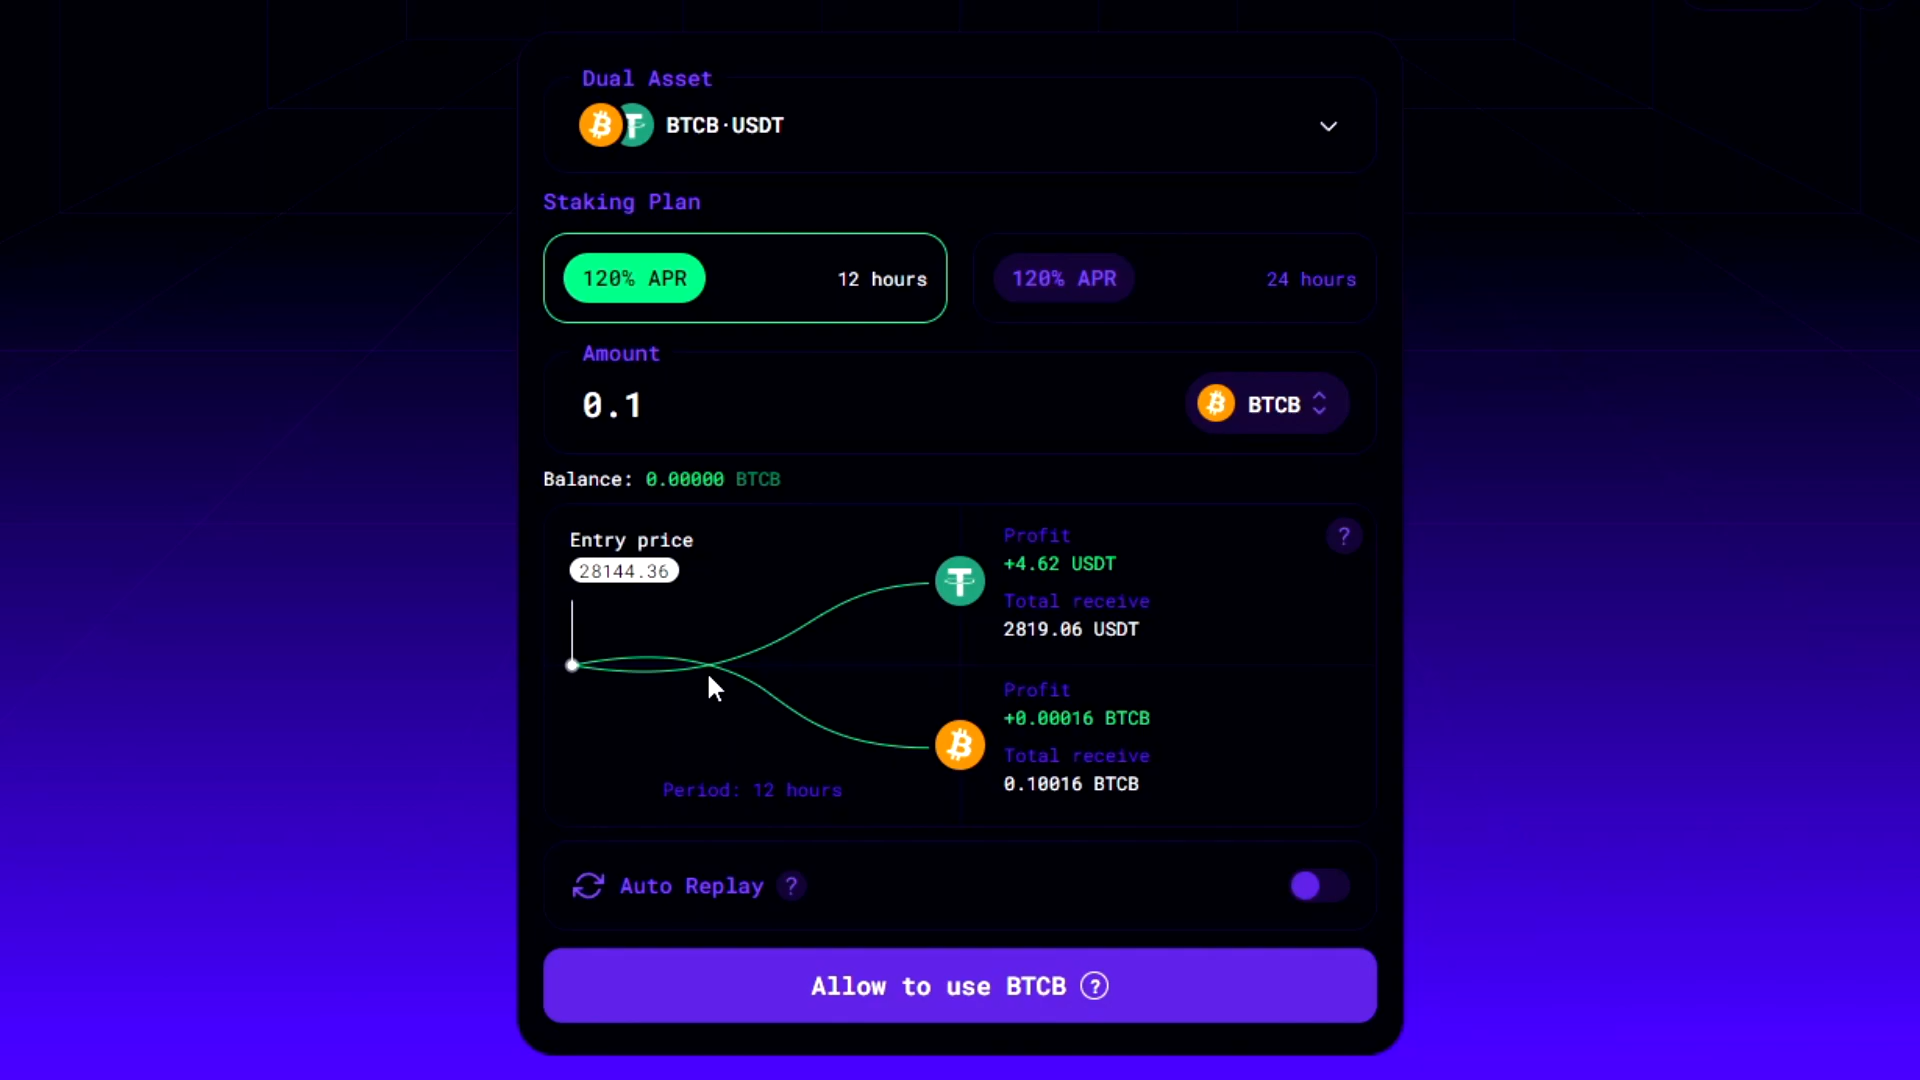 Dual Asset
BTCB·USDT
Staking Plan
120% APR 12 hours
120% APR 24 hours
Amount
0.1 BTCB
Balance: 0.00000 BTCB
Entry price
28144.36
Profit
+4.62 USDT
Total receive
2819.06 USDT
?
Profit
+0.00016 BTCB
Total receive
0.10016 BTCB
Period: 12 hours
Auto Replay ?
Allow to use BTCB ?